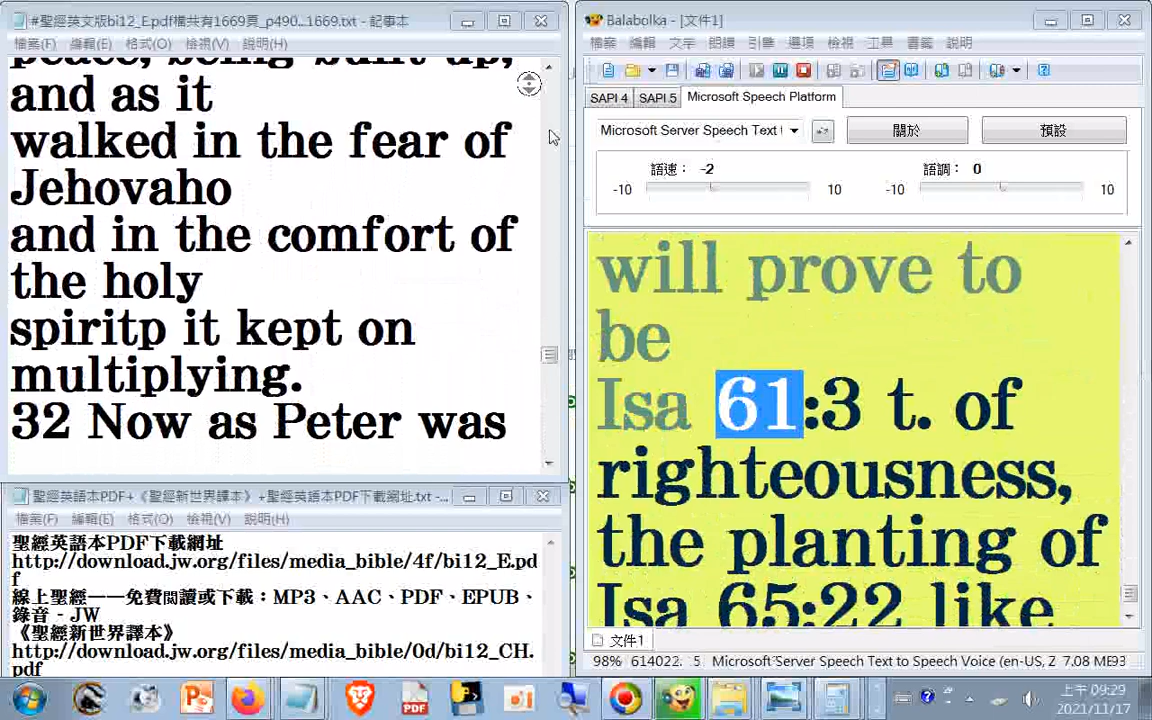 #聖經英文版bi12_E.pdf橫共有1669頁_p490...1669.txt - 記事本
檔案(F) 編輯(E) 格式(O) 檢視(V) 說明(H)
peace, being built up,
and as it
walked in the fear of
Jehovaho
and in the comfort of
the holy
spiritp it kept on
multiplying.
32 Now as Peter was
聖經英語本PDF+《聖經新世界譯本》+聖經英語本PDF下載網址.txt -...
檔案(F) 編輯(E) 格式(O) 檢視(V) 說明(H)
聖經英語本PDF下載網址
http://download.jw.org/files/media_bible/4f/bi12_E.pd
f
線上聖經——免費閱讀或下載：MP3、AAC、PDF、EPUB、
錄音 - JW
《聖經新世界譯本》
http://download.jw.org/files/media_bible/0d/bi12_CH.
pdf
Balabolka - [文件1]
檔案 編輯 文字 朗讀 引擎 選項 檢視 工具 書籤 說明
SAPI 4 SAPI 5 Microsoft Speech Platform
Microsoft Server Speech Text 關於 預設
語速： -2 語調： 0
-10 10 -10 10
will prove to
be
Isa 61:3 t. of
righteousness,
the planting of
Isa 65:22 like
文件1
98% 614022. 5 Microsoft Server Speech Text to Speech Voice (en-US, Z 7.08 ME93
上午 09:29
2021/11/17